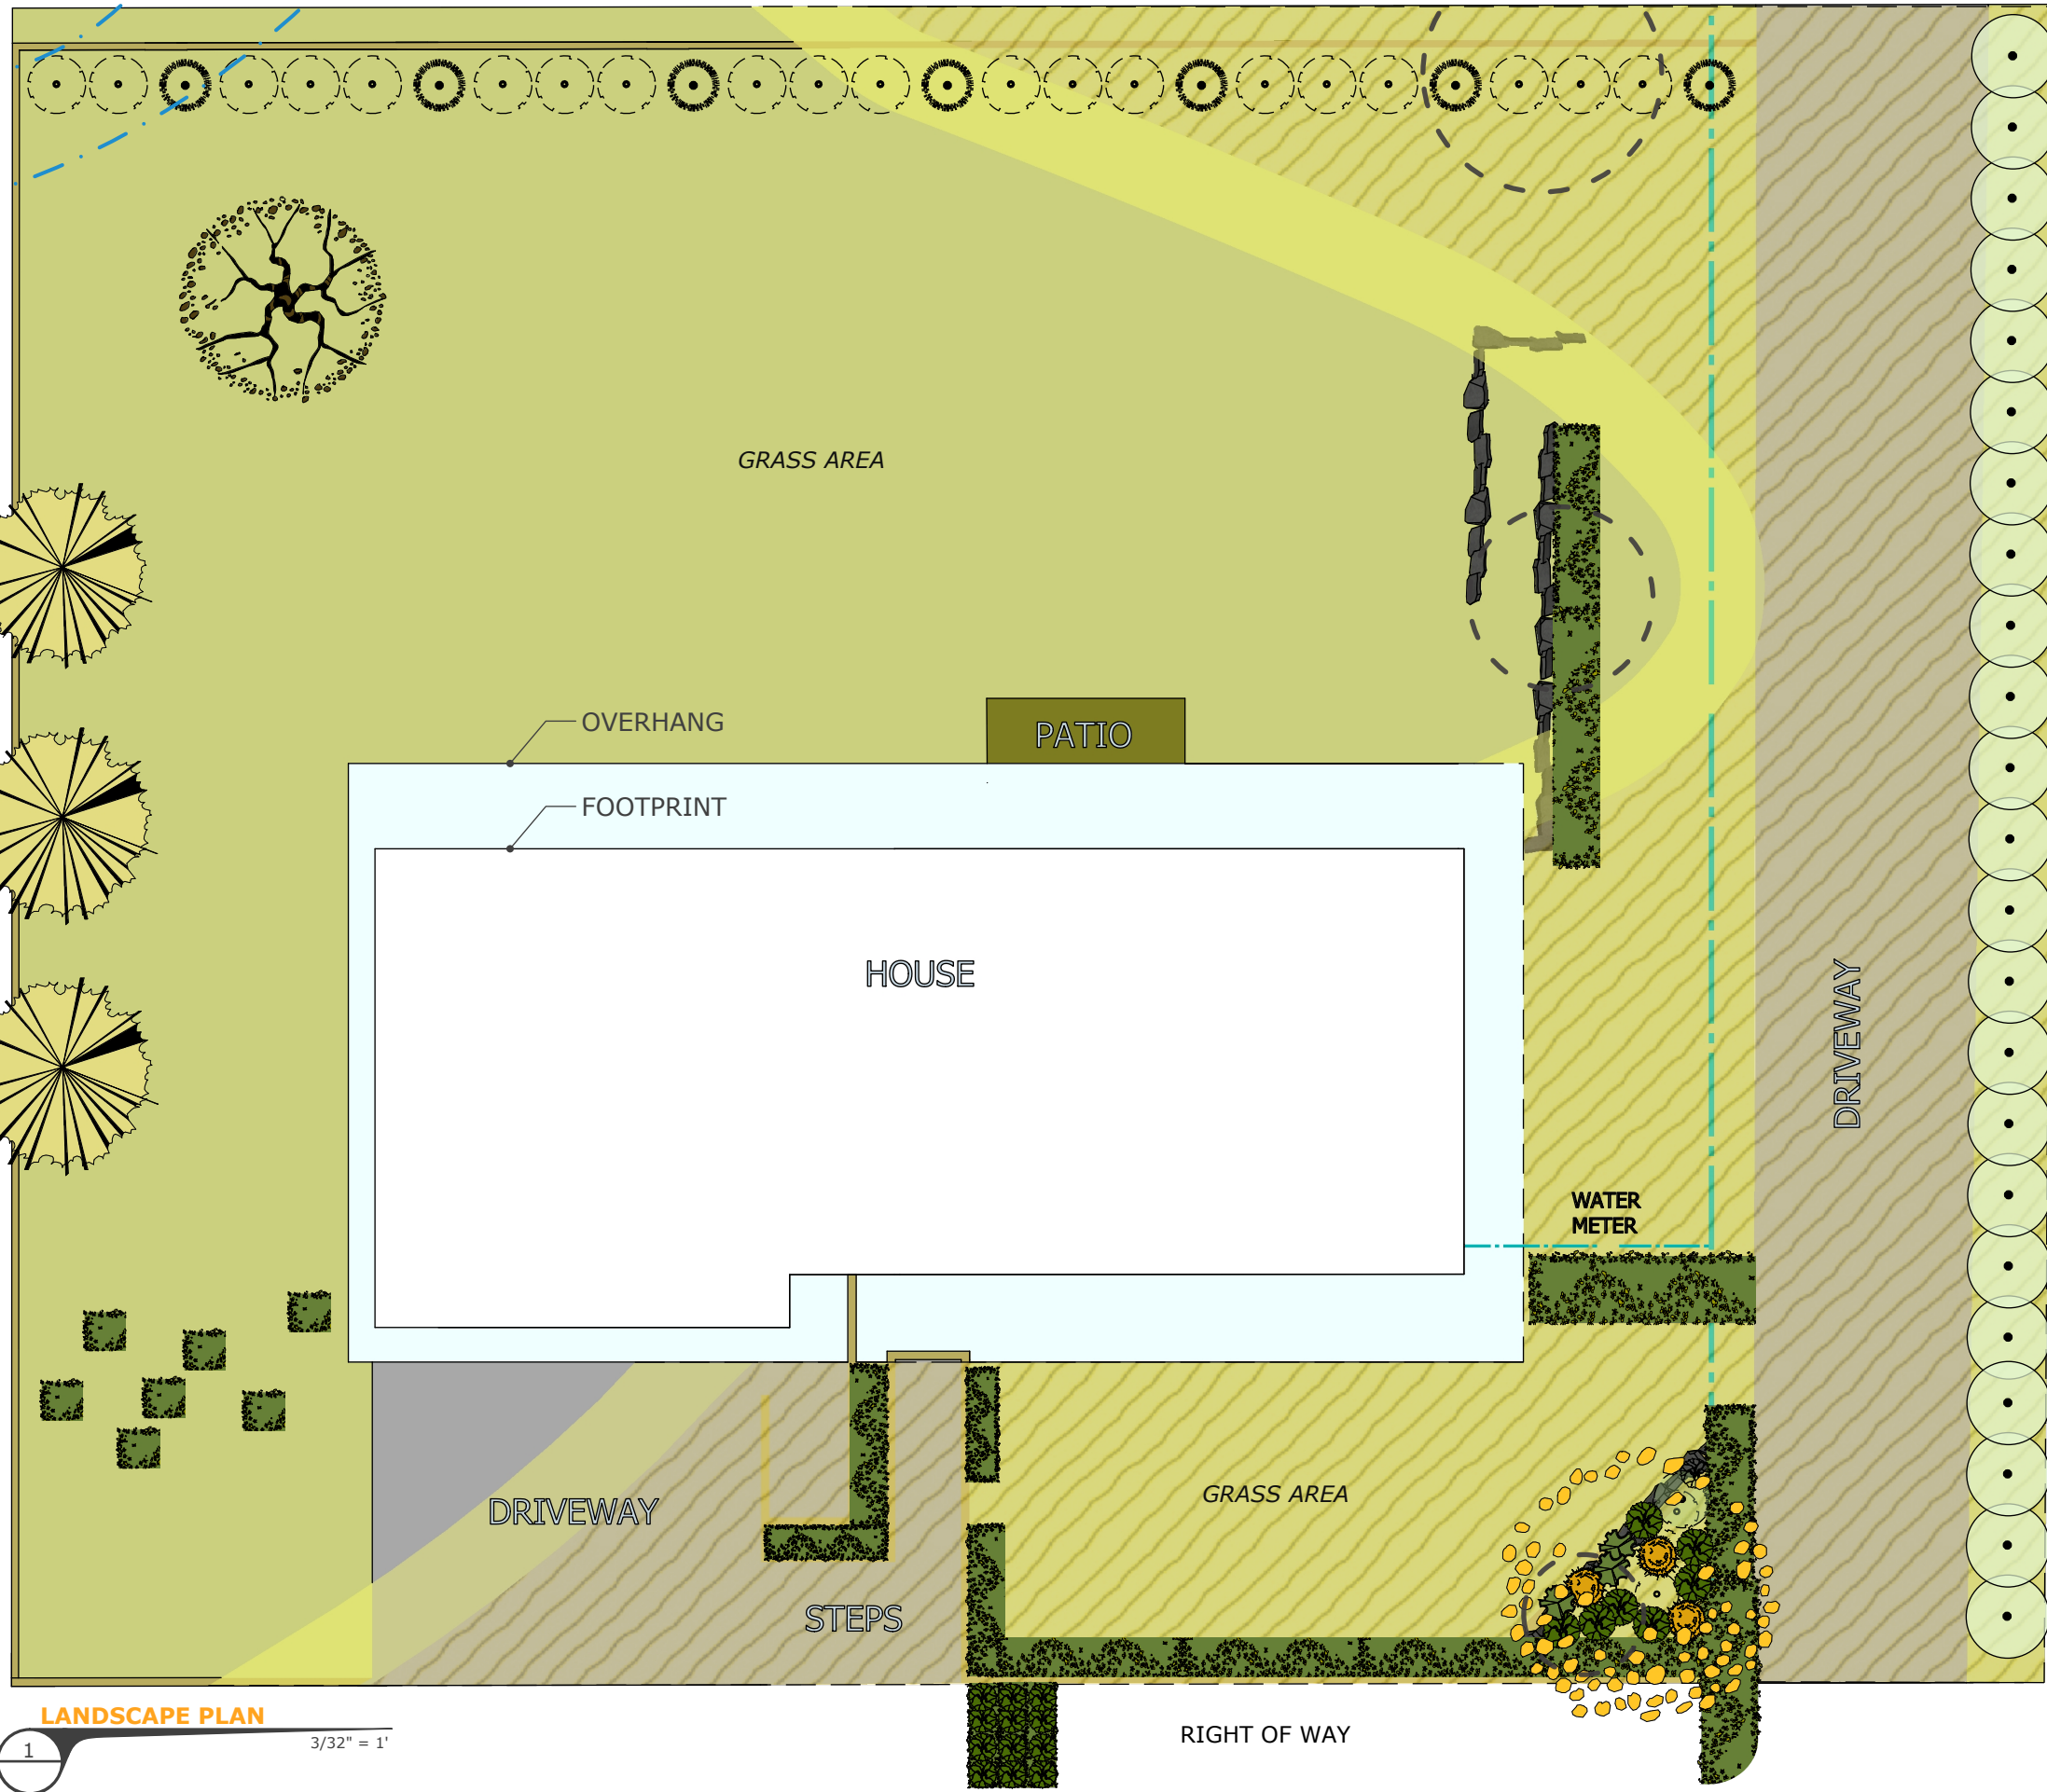 GRASS AREA
OVERHANG
PATIO
FOOTPRINT
HOUSE
DRIVEWAY
WATER
METER
GRASS AREA
DRIVEWAY
STEPS
LANDSCAPE PLAN
3/32" = 1'
1
RIGHT OF WAY